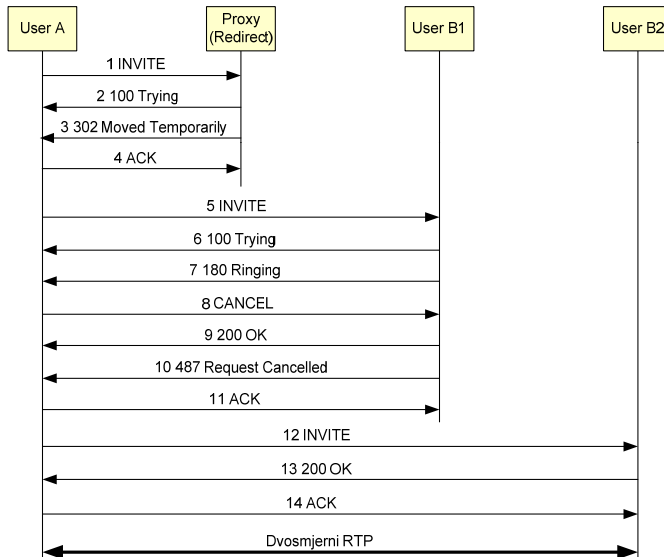 User A
Proxy
(Redirect)
User B1
User B2
1 INVITE
2 100 Trying
3 302 Moved Temporarily
4 ACK
5 INVITE
6 100 Trying
7 180 Ringing
8 CANCEL
9 200 OK
10 487 Request Cancelled
11 ACK
12 INVITE
13 200 OK
14 ACK
Dvosmjerni RTP